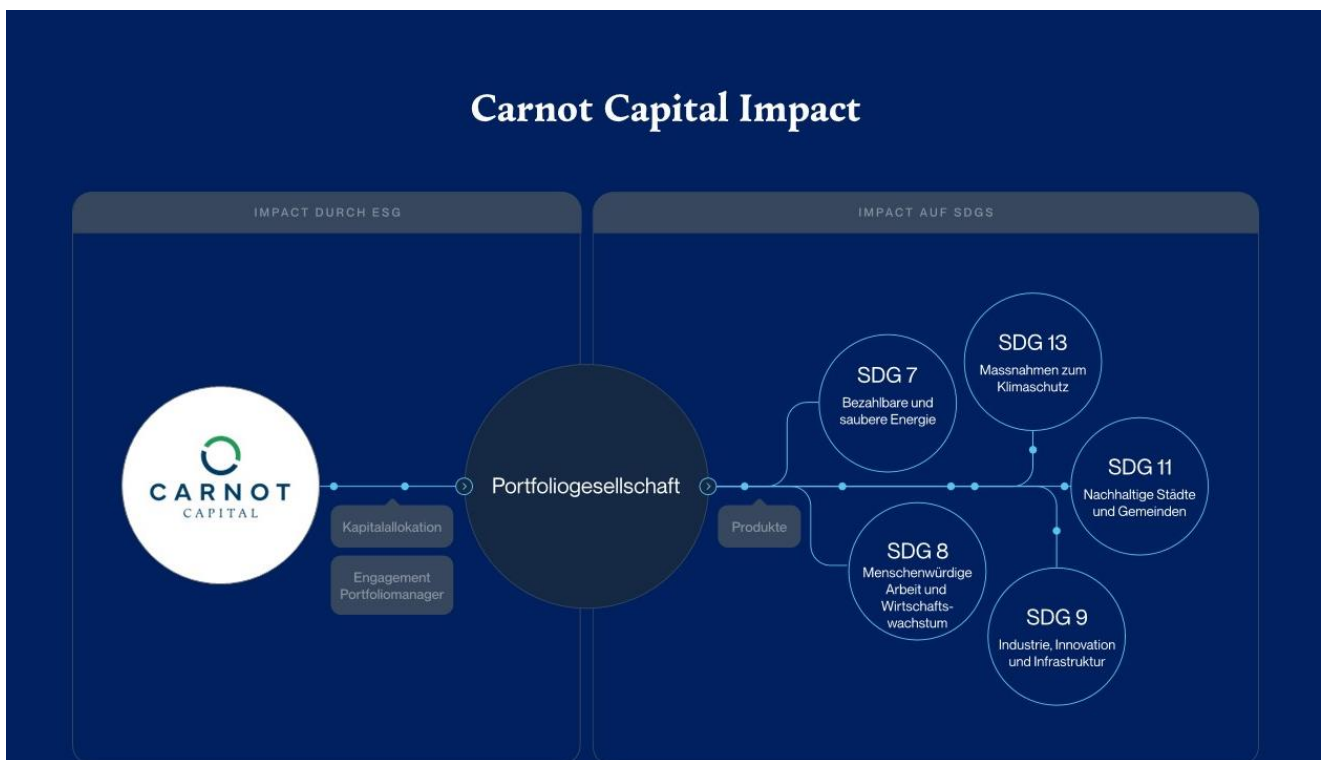 Carnot Capital Impact
IMPACT DURCH ESG
IMPACT AUF SDGS
CARNOT
CAPITAL
Kapitalallokation
Engagement
Portfoliomanager
Portfoliogesellschaft
Produkte
SDG 7
Bezahlbare und
saubere Energie
SDG 13
Massnahmen zum
Klimaschutz
SDG 11
Nachhaltige Städte
und Gemeinden
SDG 8
Menschenwürdige
Arbeit und
Wirtschafts-
wachstum
SDG 9
Industrie, Innovation
und Infrastruktur